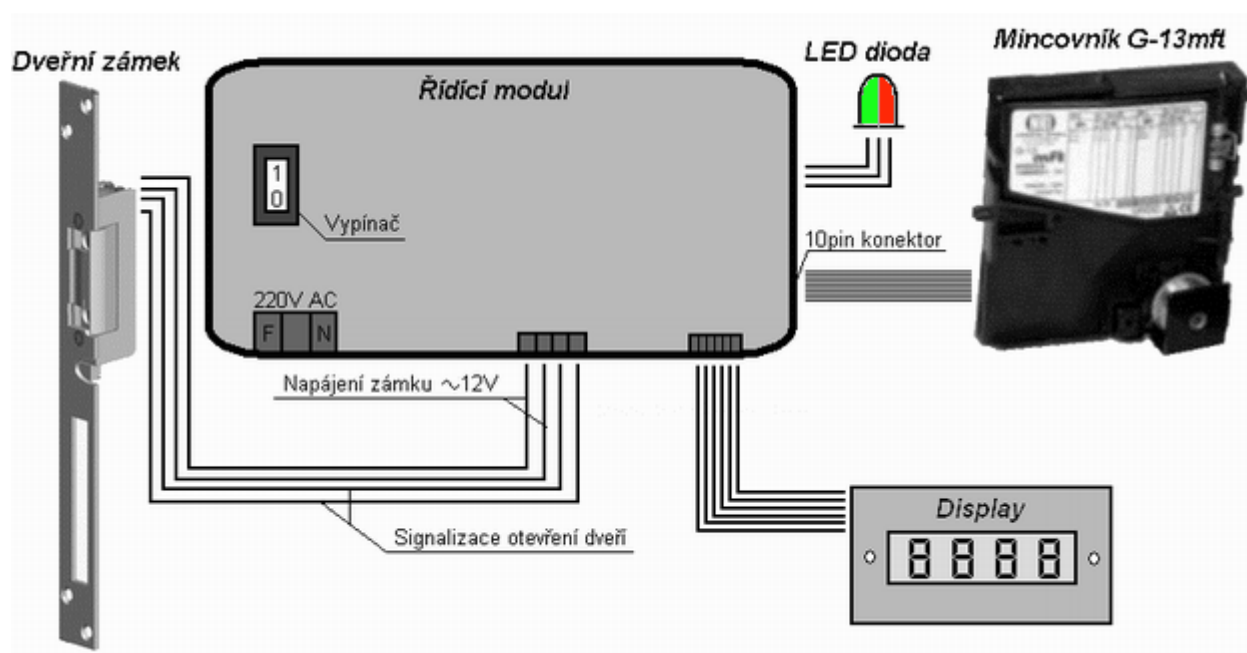 Dveřní zámek
Řídící modul
LED dioda
Mincovník G-13mft
1
0
Vypínač
10pin konektor
220V AC
F N
Napájení zámku ~12V
Signalizace otevření dveří
Display
8888
mft